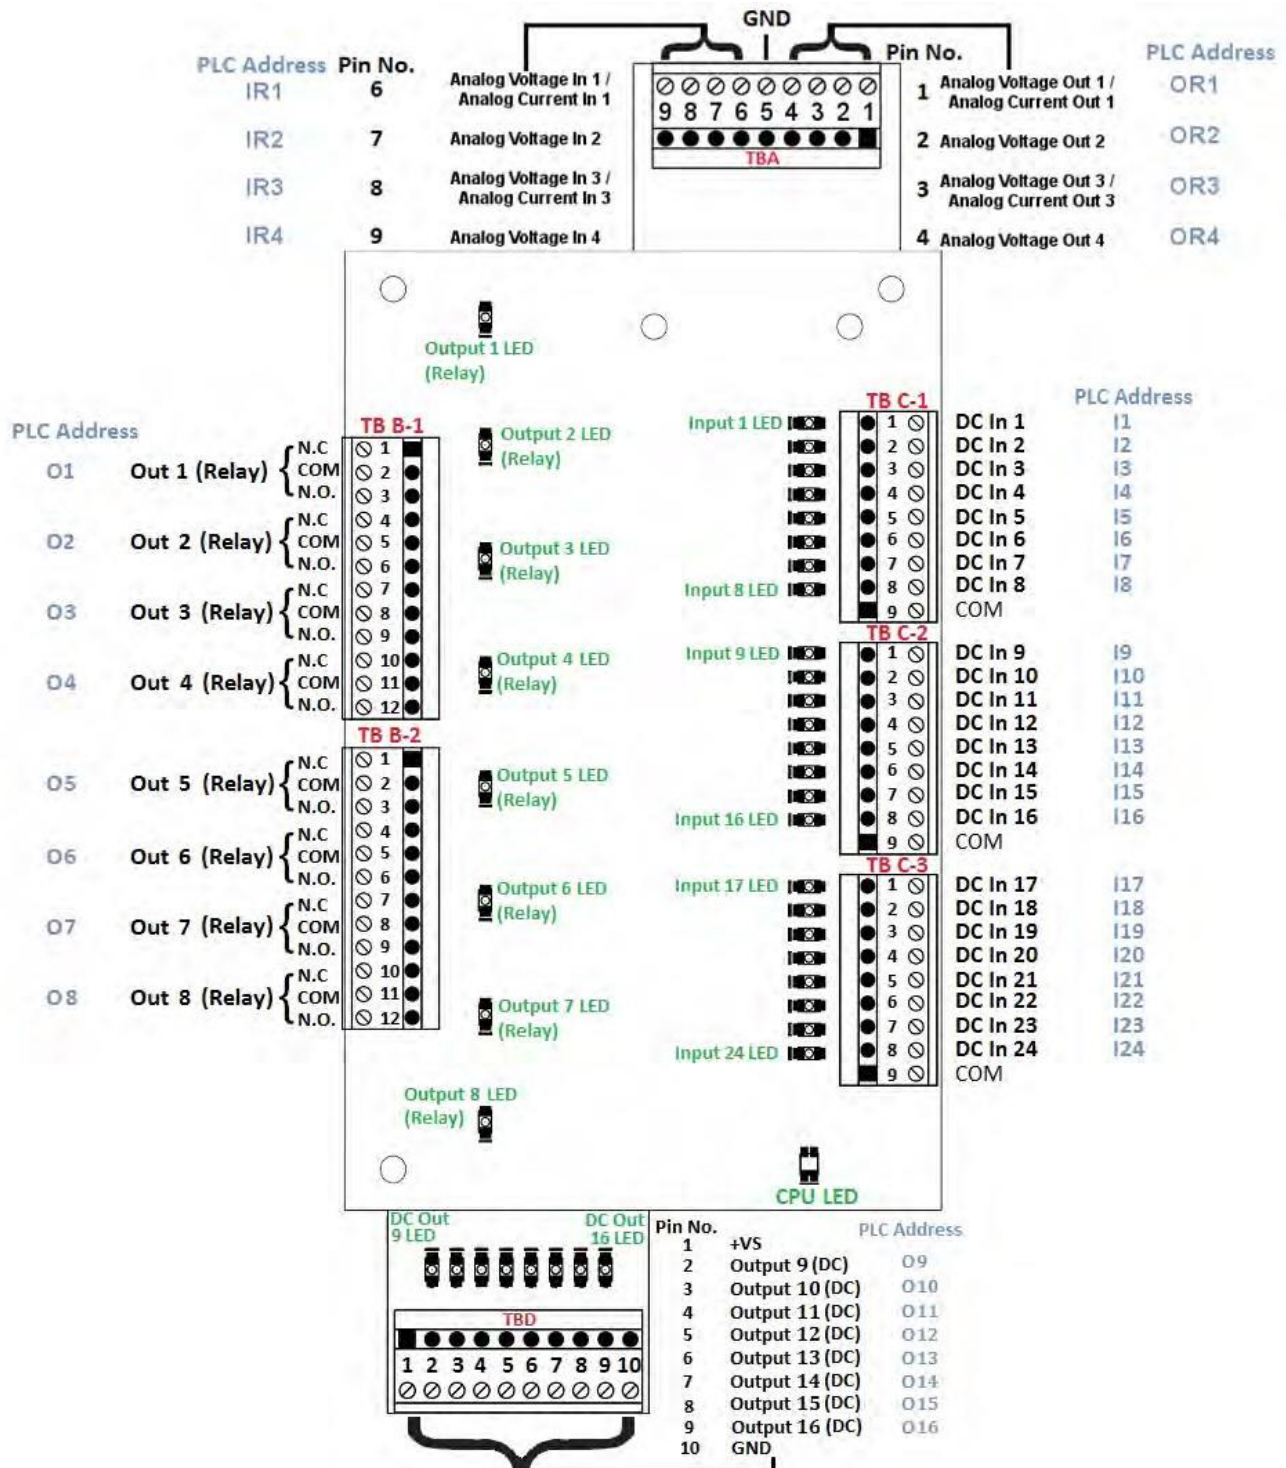 GND
PLC Address Pin No.
IR1 6 Analog Voltage In 1 /
Analog Current In 1
IR2 7 Analog Voltage In 2
IR3 8 Analog Voltage In 3 /
Analog Current In 3
IR4 9 Analog Voltage In 4
9 8 7 6 5 4 3 2 1
TBA
Pin No. PLC Address
1 Analog Voltage Out 1 / OR1
Analog Current Out 1
2 Analog Voltage Out 2 OR2
3 Analog Voltage Out 3 / OR3
Analog Current Out 3
4 Analog Voltage Out 4 OR4
Output 1 LED
(Relay)
Output 2 LED
(Relay)
Output 3 LED
(Relay)
Output 4 LED
(Relay)
Output 5 LED
(Relay)
Output 6 LED
(Relay)
Output 7 LED
(Relay)
Output 8 LED
(Relay)
PLC Address
TB B-1
N.C 1
O1 Out 1 (Relay) COM 2
N.O. 3
N.C 4
O2 Out 2 (Relay) COM 5
N.O. 6
N.C 7
O3 Out 3 (Relay) COM 8
N.O. 9
N.C 10
O4 Out 4 (Relay) COM 11
N.O. 12
TB B-2
N.C 1
O5 Out 5 (Relay) COM 2
N.O. 3
N.C 4
O6 Out 6 (Relay) COM 5
N.O. 6
N.C 7
O7 Out 7 (Relay) COM 8
N.O. 9
N.C 10
O8 Out 8 (Relay) COM 11
N.O. 12
PLC Address
TB C-1
Input 1 LED 1 DC In 1 I1
2 DC In 2 I2
3 DC In 3 I3
4 DC In 4 I4
5 DC In 5 I5
6 DC In 6 I6
7 DC In 7 I7
Input 8 LED 8 DC In 8 I8
9 COM
TB C-2
Input 9 LED 1 DC In 9 I9
2 DC In 10 I10
3 DC In 11 I11
4 DC In 12 I12
5 DC In 13 I13
6 DC In 14 I14
7 DC In 15 I15
Input 16 LED 8 DC In 16 I16
9 COM
TB C-3
Input 17 LED 1 DC In 17 I17
2 DC In 18 I18
3 DC In 19 I19
4 DC In 20 I20
5 DC In 21 I21
6 DC In 22 I22
7 DC In 23 I23
Input 24 LED 8 DC In 24 I24
9 COM
CPU LED
DC Out
9 LED
DC Out
16 LED
TBD
1 2 3 4 5 6 7 8 9 10
Pin No. PLC Address
1 +VS
2 Output 9 (DC) O9
3 Output 10 (DC) O10
4 Output 11 (DC) O11
5 Output 12 (DC) O12
6 Output 13 (DC) O13
7 Output 14 (DC) O14
8 Output 15 (DC) O15
9 Output 16 (DC) O16
10 GND